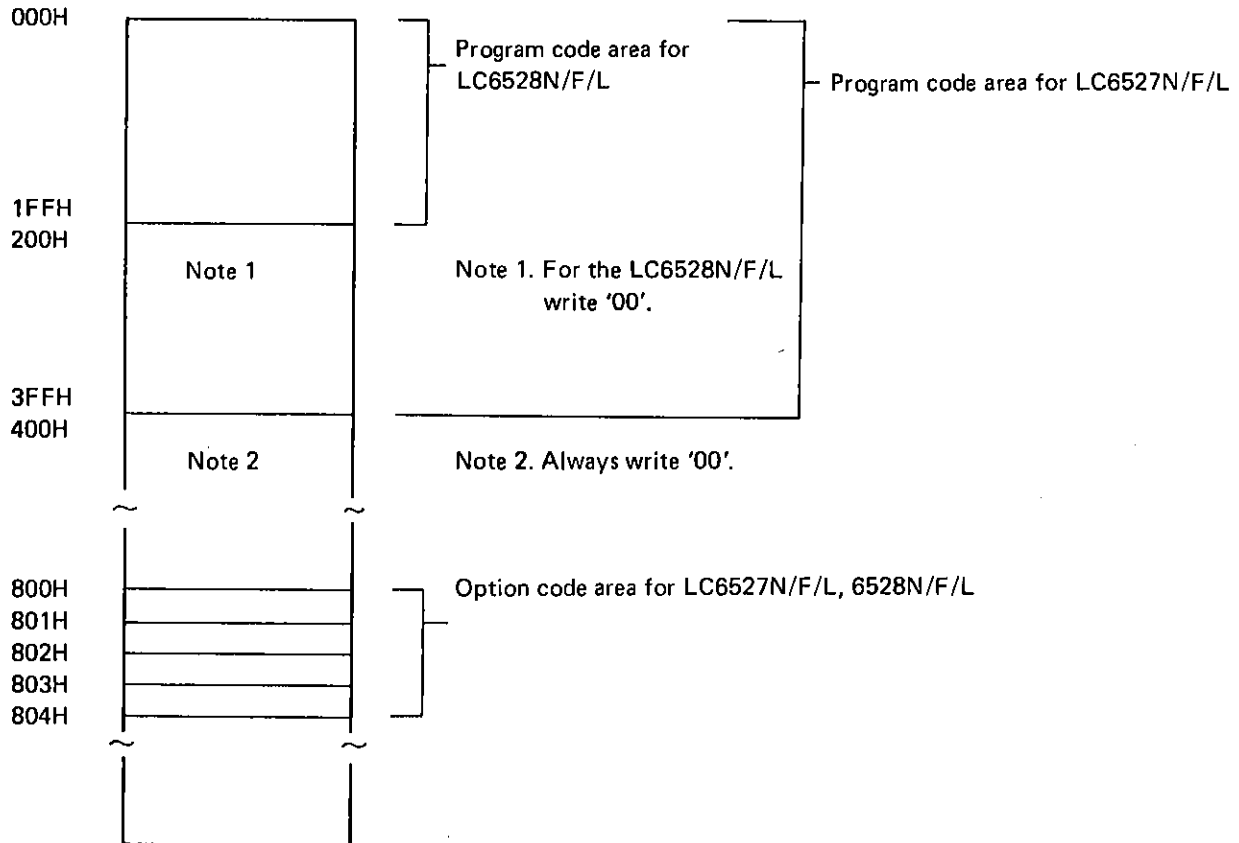 000H
Program code area for
LC6528N/F/L
Program code area for LC6527N/F/L
1FFH
200H
Note 1
Note 1. For the LC6528N/F/L
write '00'.
3FFH
400H
Note 2
Note 2. Always write '00'.
~ ~
800H
Option code area for LC6527N/F/L, 6528N/F/L
801H
802H
803H
804H
~ ~